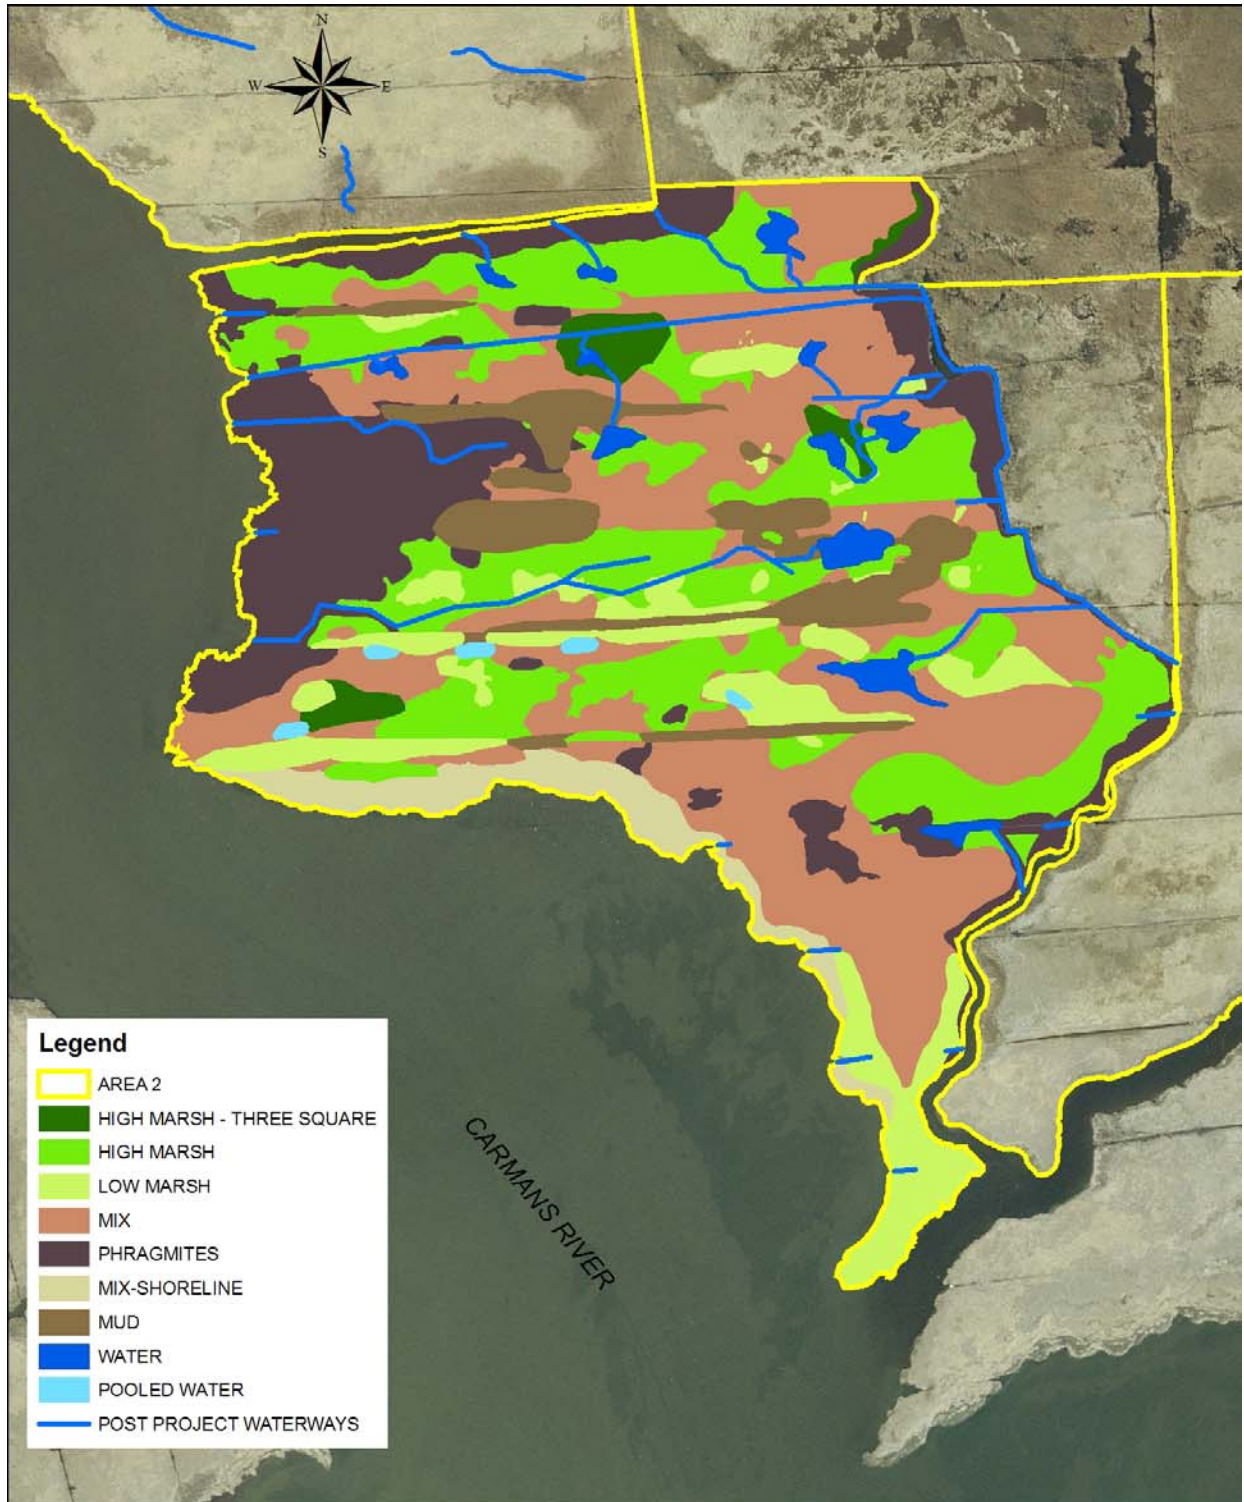 N
W E
S
CARMANS RIVER
Legend
AREA 2
HIGH MARSH - THREE SQUARE
HIGH MARSH
LOW MARSH
MIX
PHRAGMITES
MIX-SHORELINE
MUD
WATER
POOLED WATER
POST PROJECT WATERWAYS